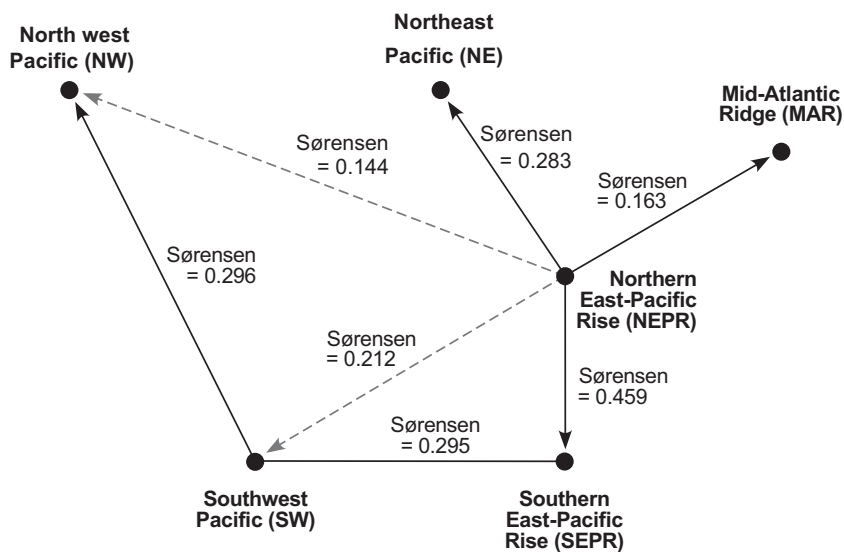 North west
Pacific (NW)
Northeast
Pacific (NE)
Mid-Atlantic
Ridge (MAR)
Sørensen
= 0.144
Sørensen
= 0.283
Sørensen
= 0.163
Sørensen
= 0.296
Northern
East-Pacific
Rise (NEPR)
Sørensen
= 0.212
Sørensen
= 0.459
Sørensen
= 0.295
Southwest
Pacific (SW)
Southern
East-Pacific
Rise (SEPR)